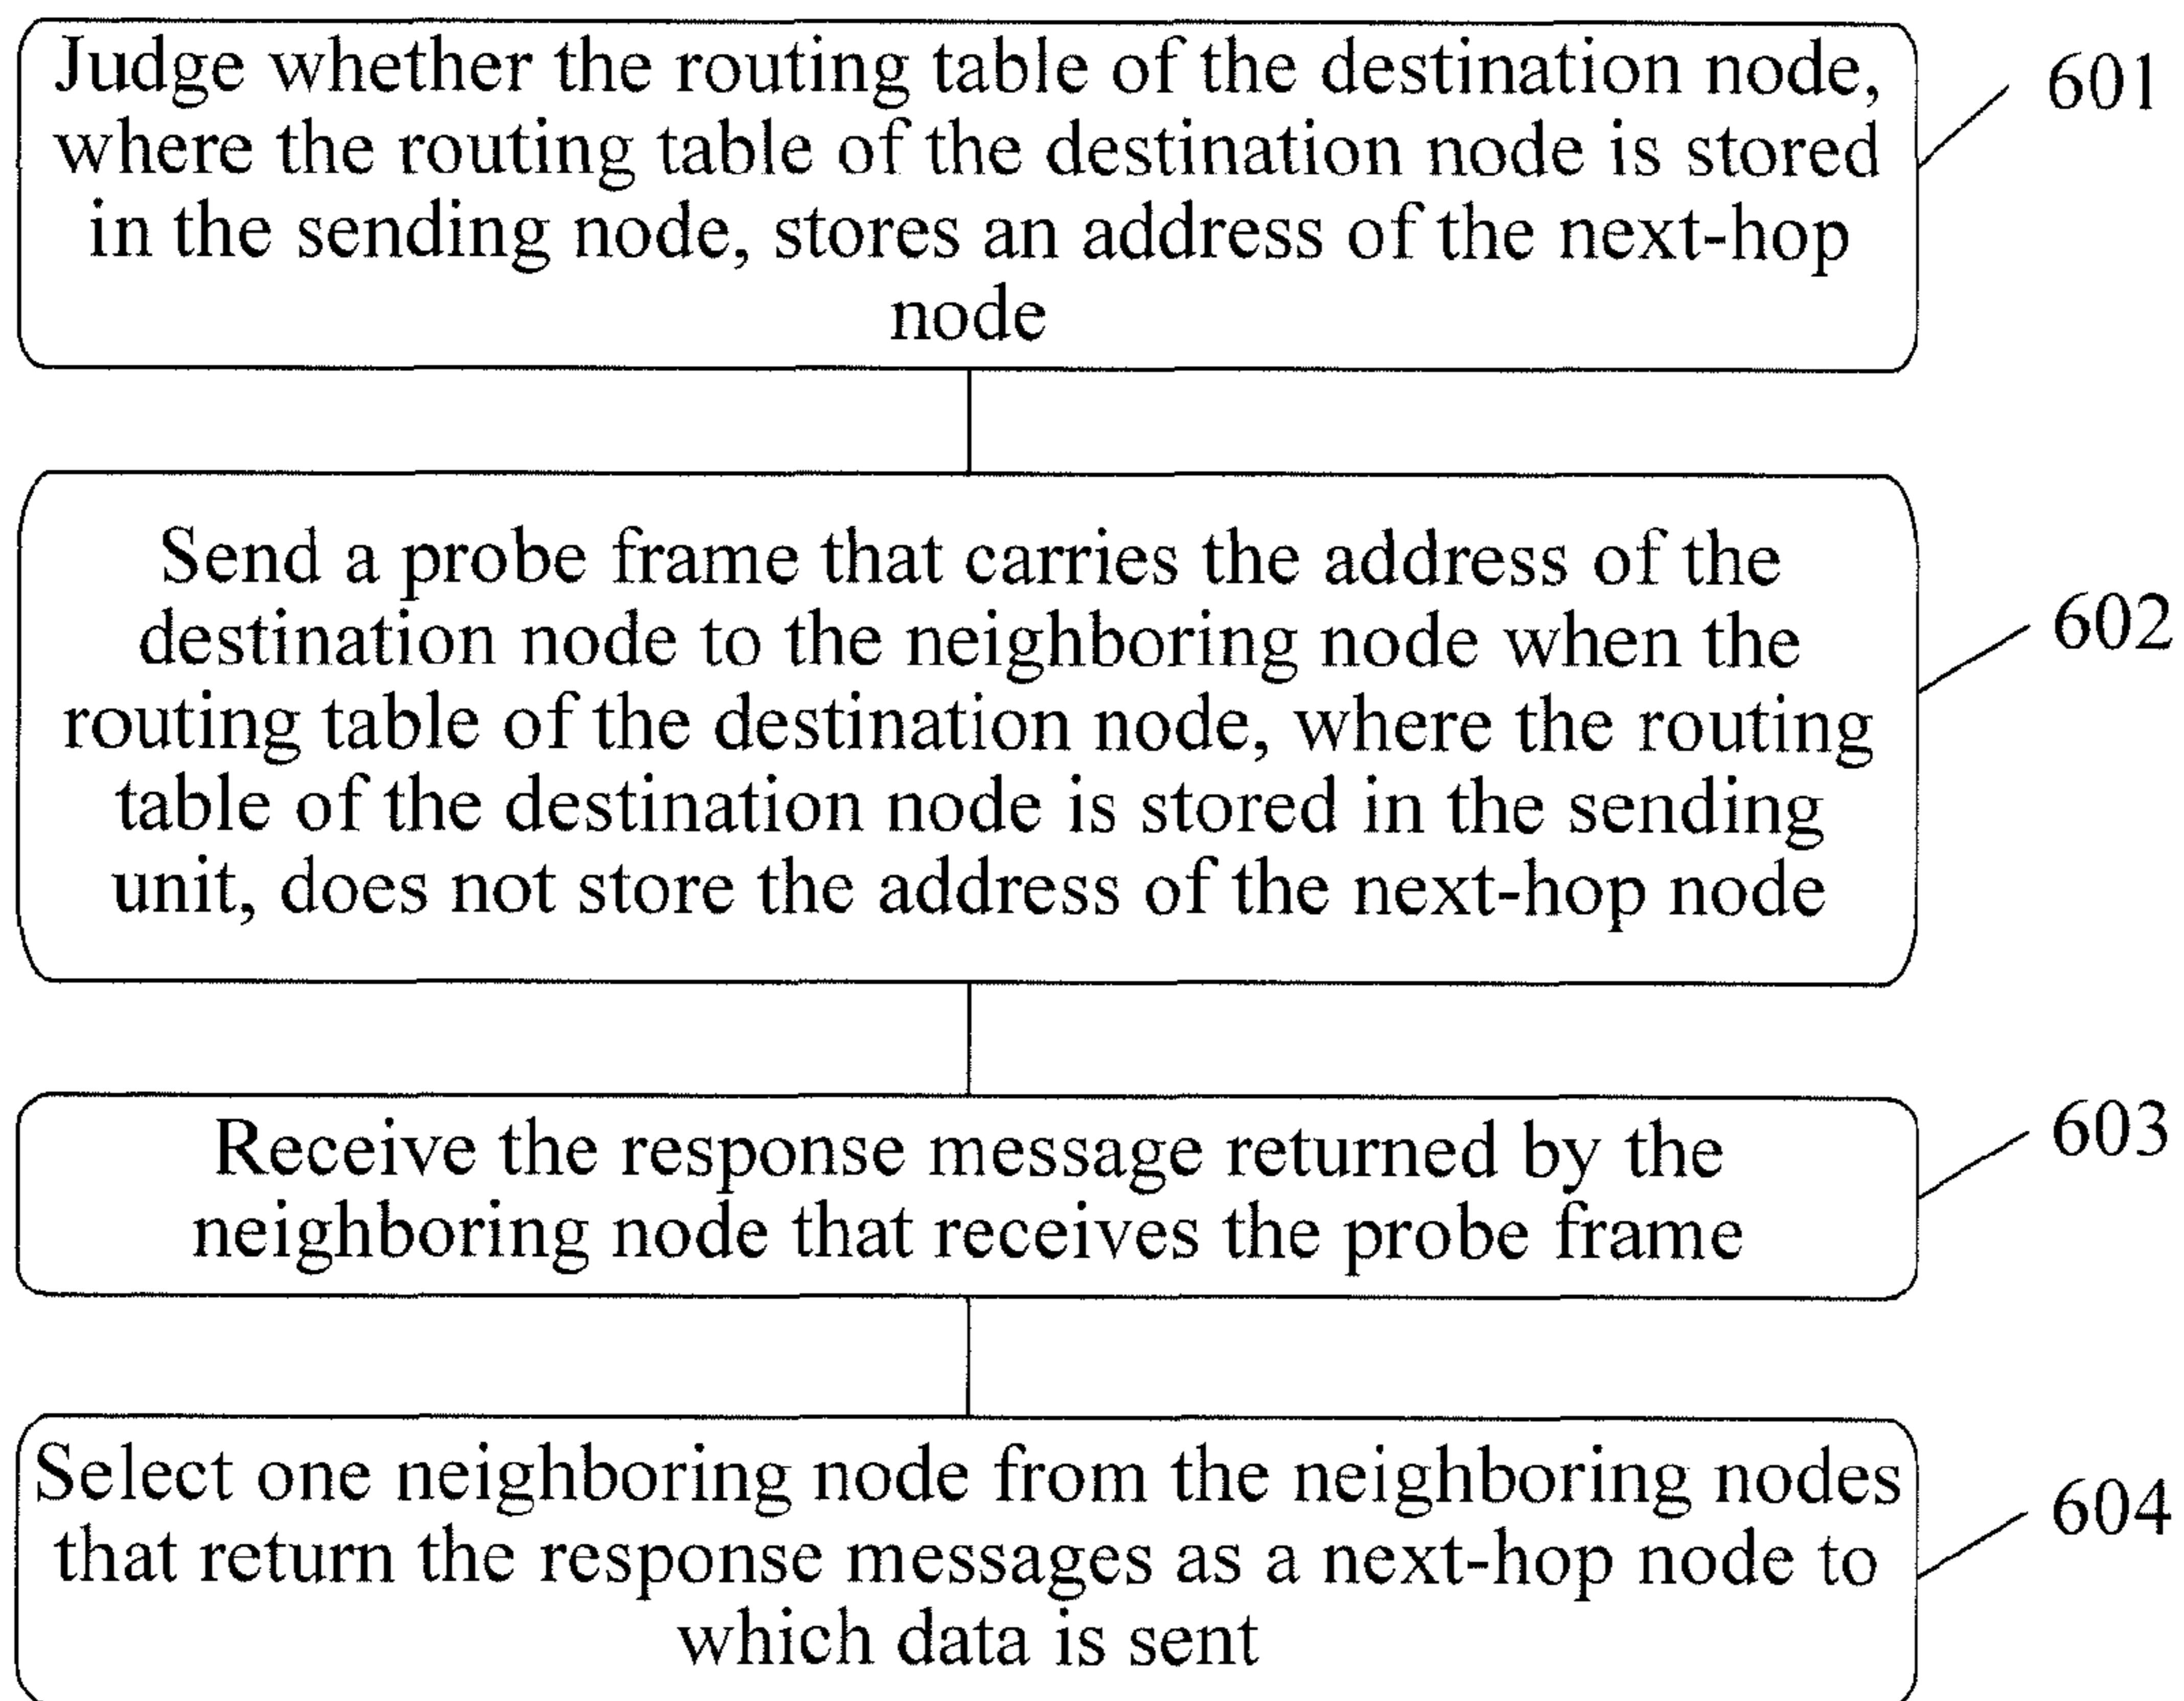 Judge whether the routing table of the destination node,
where the routing table of the destination node is stored
in the sending node, stores an address of the next-hop
node
601
Send a probe frame that carries the address of the
destination node to the neighboring node when the
routing table of the destination node, where the routing
table of the destination node is stored in the sending
unit, does not store the address of the next-hop node
602
Receive the response message returned by the
neighboring node that receives the probe frame
603
Select one neighboring node from the neighboring nodes
that return the response messages as a next-hop node to
which data is sent
604